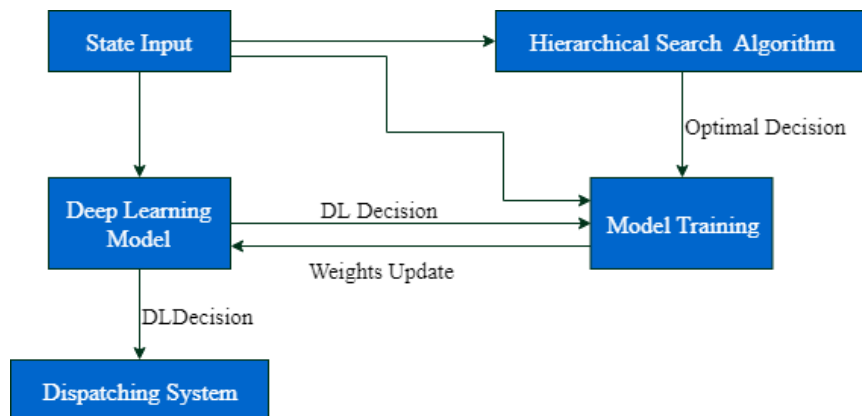 State Input
Hierarchical Search Algorithm
Optimal Decision
Deep Learning
Model
DL Decision
Model Training
Weights Update
DLDecision
Dispatching System